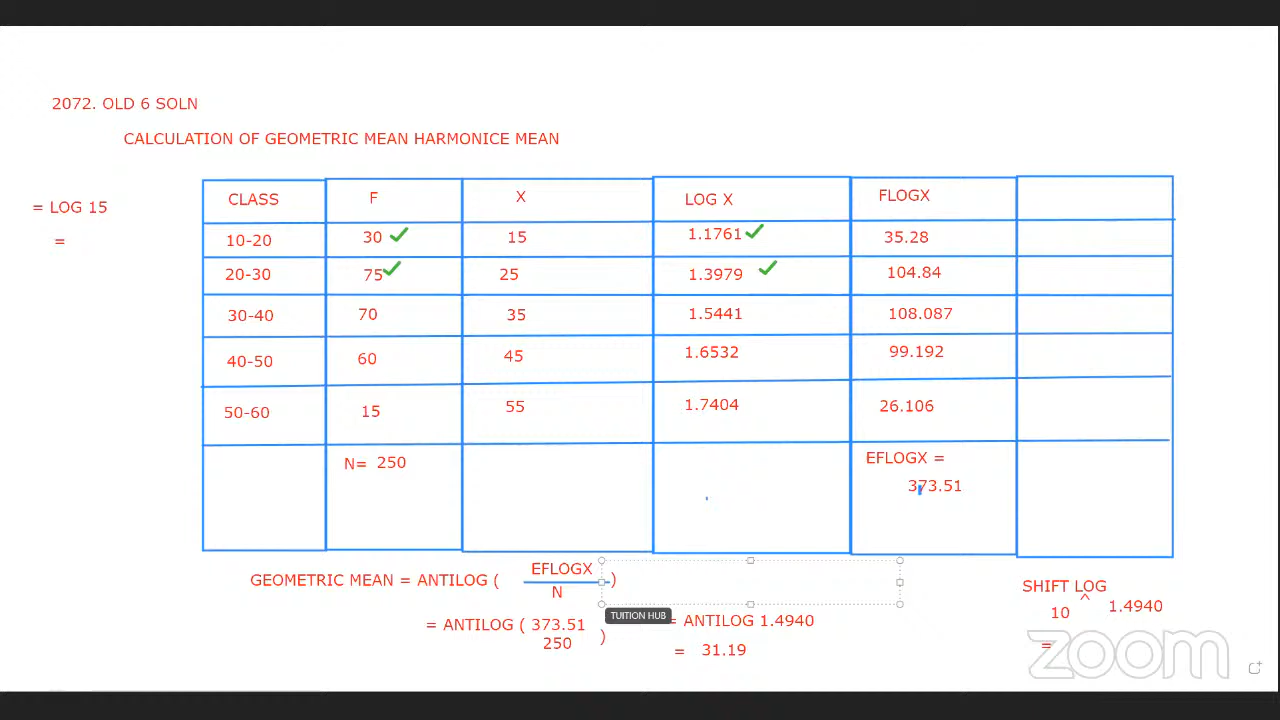 2072. OLD 6 SOLN
CALCULATION OF GEOMETRIC MEAN HARMONICE MEAN
= LOG 15
=
CLASS F X LOG X FLOGX
10-20 30 15 1.1761 35.28
20-30 75 25 1.3979 104.84
30-40 70 35 1.5441 108.087
40-50 60 45 1.6532 99.192
50-60 15 55 1.7404 26.106
N= 250 EFLOGX =
373.51
GEOMETRIC MEAN = ANTILOG ( EFLOGX )
N
= ANTILOG ( 373.51 )
250
TUITION HUB
= ANTILOG 1.4940
= 31.19
SHIFT LOG
10 ^ 1.4940
=
zoom